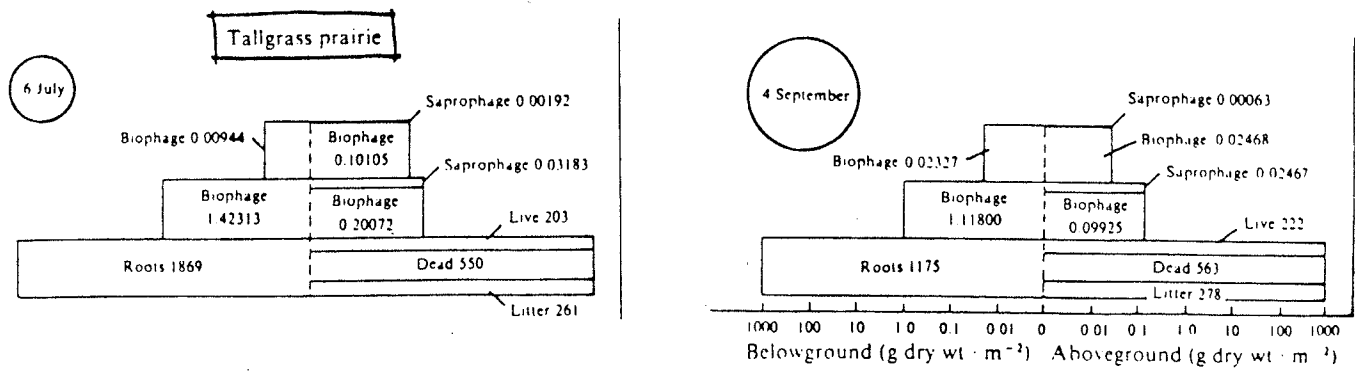 Tallgrass prairie
6 July
Saprophage 0 00192
Biophage 0 00944
Biophage
0.10105
Saprophage 0 03183
Biophage
1.42313
Biophage
0.20072
Live 203
Roots 1869
Dead 550
Litter 261
4 September
Saprophage 0 00063
Biophage 0 02468
Biophage 0 02327
Saprophage 0 02467
Biophage
1.11800
Biophage
0.09925
Live 222
Roots 1175
Dead 563
Litter 278
1000 100 10 1 0 0.1 0 01 0 0 01 0 1 1 0 10 100 1000
Belowground (g dry wt · m⁻²) Aboveground (g dry wt · m⁻²)